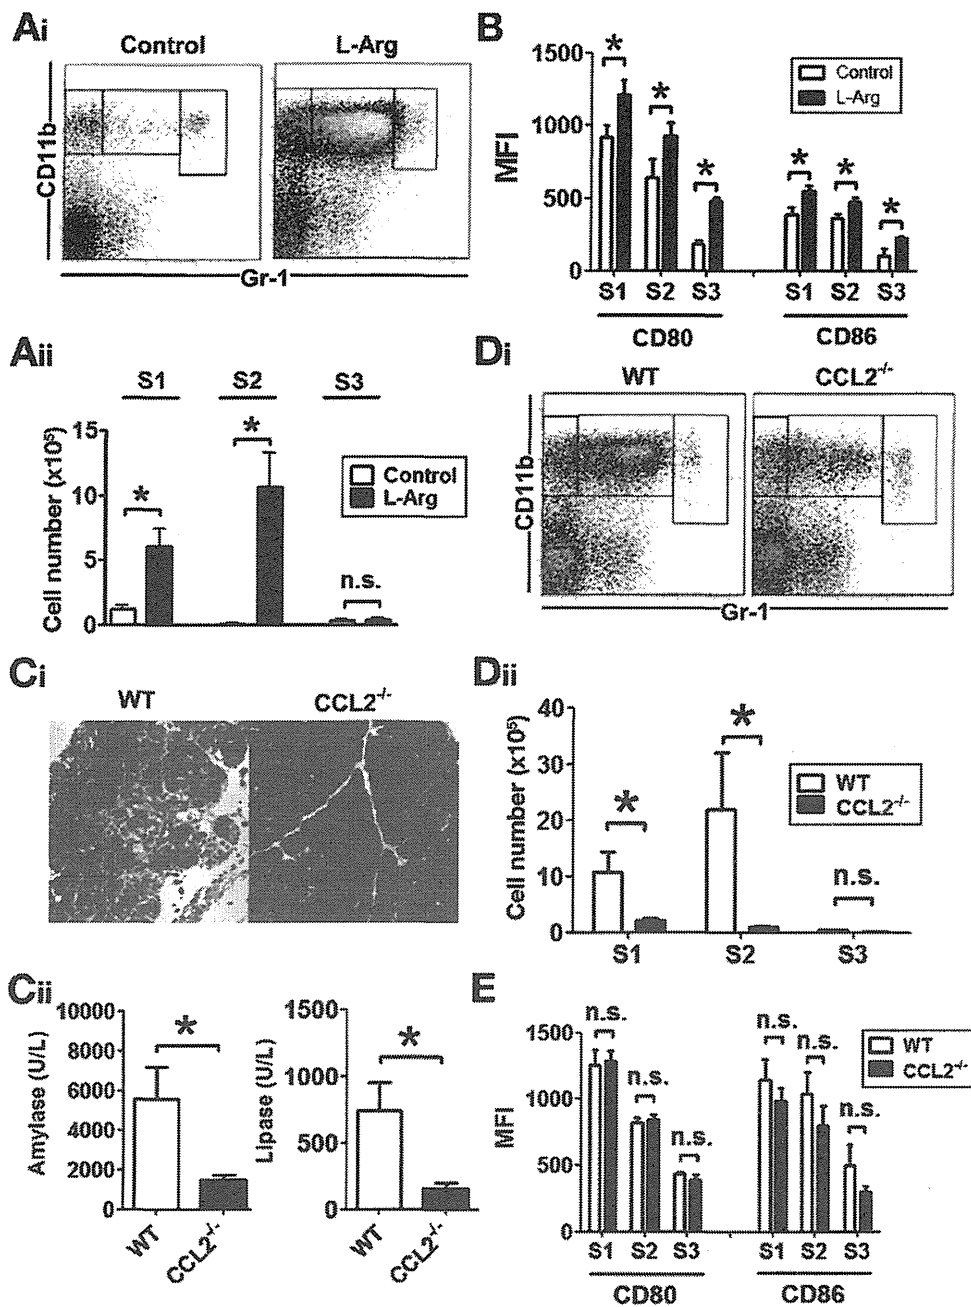 Ai
Control L-Arg
CD11b
Gr-1
B
1500
1000
500
0
MFI
* * * * * *
Control
L-Arg
S1 S2 S3 S1 S2 S3
CD80 CD86
Aii
S1 S2 S3
15
10
5
0
Cell number (x10⁵)
* * n.s.
Control
L-Arg
Di
WT CCL2-/-
CD11b
Gr-1
Ci
WT CCL2-/-
Dii
40
30
20
10
0
Cell number (x10⁵)
* * n.s.
WT
CCL2-/-
S1 S2 S3
Cii
10000
8000
6000
4000
2000
0
Amylase (U/L)
*
WT CCL2-/-
1500
1000
500
0
Lipase (U/L)
*
WT CCL2-/-
E
1500
1000
500
0
MFI
n.s. n.s. n.s. n.s. n.s. n.s.
WT
CCL2-/-
S1 S2 S3 S1 S2 S3
CD80 CD86